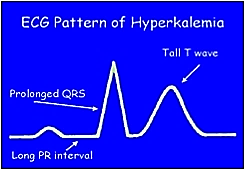 ECG Pattern of Hyperkalemia
Tall T wave
Prolonged QRS
Long PR interval